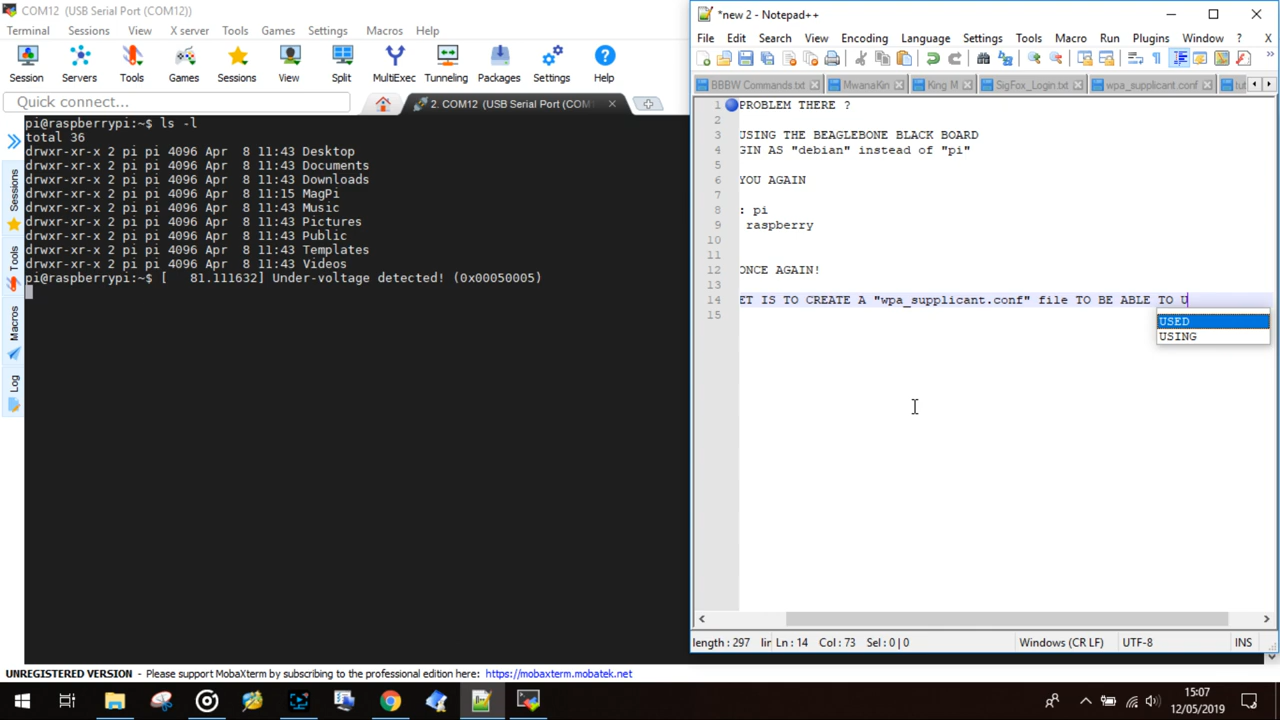 COM12 (USB Serial Port (COM12))
Terminal Sessions View X server Tools Games Settings Macros Help
Session Servers Tools Games Sessions View Split MultiExec Tunneling Packages Settings Help
Quick connect...
2. COM12 (USB Serial Port (COM
Sessions
Tools
Macros
Log
pi@raspberrypi:~$ ls -l
total 36
drwxr-xr-x 2 pi pi 4096 Apr 8 11:43 Desktop
drwxr-xr-x 2 pi pi 4096 Apr 8 11:43 Documents
drwxr-xr-x 2 pi pi 4096 Apr 8 11:43 Downloads
drwxr-xr-x 2 pi pi 4096 Apr 8 11:15 MagPi
drwxr-xr-x 2 pi pi 4096 Apr 8 11:43 Music
drwxr-xr-x 2 pi pi 4096 Apr 8 11:43 Pictures
drwxr-xr-x 2 pi pi 4096 Apr 8 11:43 Public
drwxr-xr-x 2 pi pi 4096 Apr 8 11:43 Templates
drwxr-xr-x 2 pi pi 4096 Apr 8 11:43 Videos
pi@raspberrypi:~$ [ 81.111632] Under-voltage detected! (0x00050005)
*new 2 - Notepad++
File Edit Search View Encoding Language Settings Tools Macro Run Plugins Window ? X
BBBW Commands.txt MwanaKin King M SigFox_Login.txt wpa_supplicant.conf tut
1 PROBLEM THERE ?
2
3 USING THE BEAGLEBONE BLACK BOARD
4 GIN AS "debian" instead of "pi"
5
6 YOU AGAIN
7
8 : pi
9 raspberry
10
11
12 ONCE AGAIN!
13
14 ET IS TO CREATE A "wpa_supplicant.conf" file TO BE ABLE TO U
15
USED
USING
length : 297 lin Ln : 14 Col : 73 Sel : 0 | 0 Windows (CR LF) UTF-8 INS
UNREGISTERED VERSION - Please support MobaXterm by subscribing to the professional edition here: https://mobaxterm.mobatek.net
15:07
12/05/2019